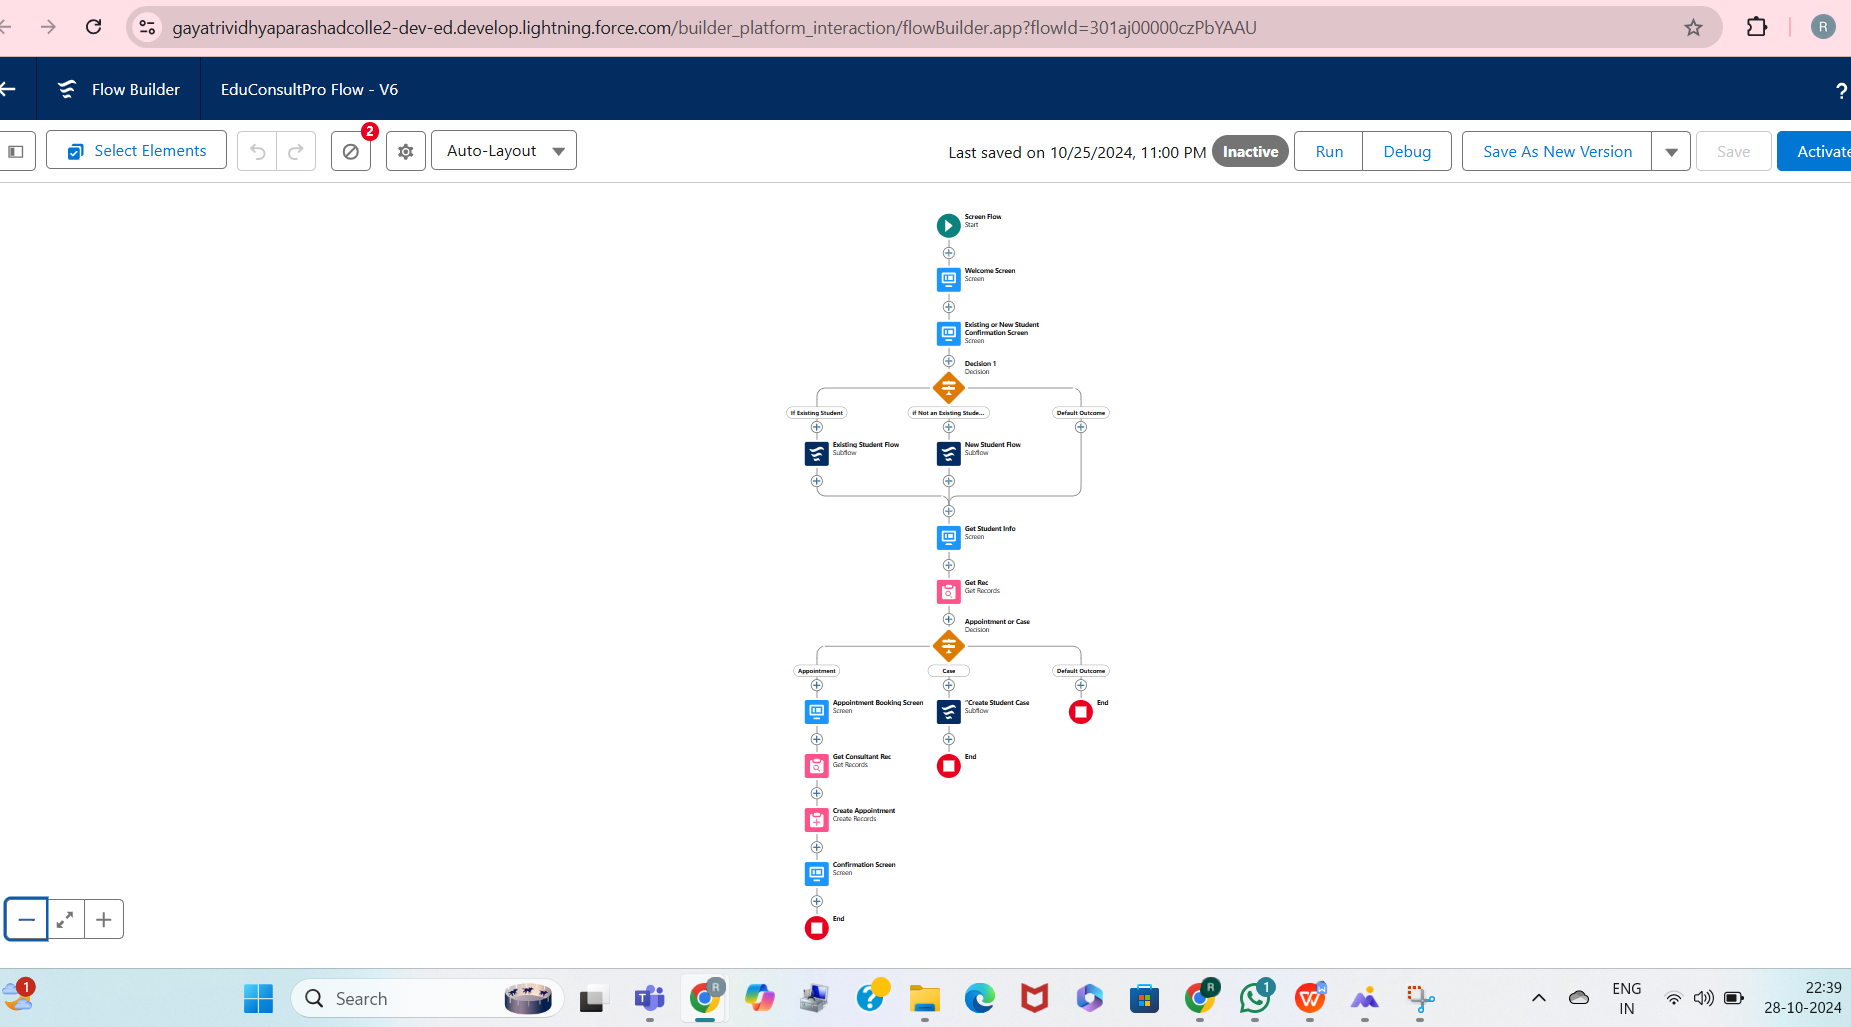 gayatrividhyaparashadcolle2-dev-ed.develop.lightning.force.com/builder_platform_interaction/flowBuilder.app?flowId=301aj00000czPbYAAU
R
Flow Builder
EduConsultPro Flow - V6
?
Select Elements
2
Auto-Layout
Last saved on 10/25/2024, 11:00 PM
Inactive
Run
Debug
Save As New Version
Save
Activate
Screen Flow
Start
Welcome Screen
Screen
Existing or New Student
Confirmation Screen
Screen
Decision 1
Decision
If Existing Student
if Not an Existing Stude...
Default Outcome
Existing Student Flow
Subflow
New Student Flow
Subflow
Get Student Info
Screen
Get Rec
Get Records
Appointment or Case
Decision
Appointment
Case
Default Outcome
Appointment Booking Screen
Screen
"Create Student Case
Subflow
End
Get Consultant Rec
Get Records
End
Create Appointment
Create Records
Confirmation Screen
Screen
End
1
Search
R
R
1
ENG
IN
22:39
28-10-2024